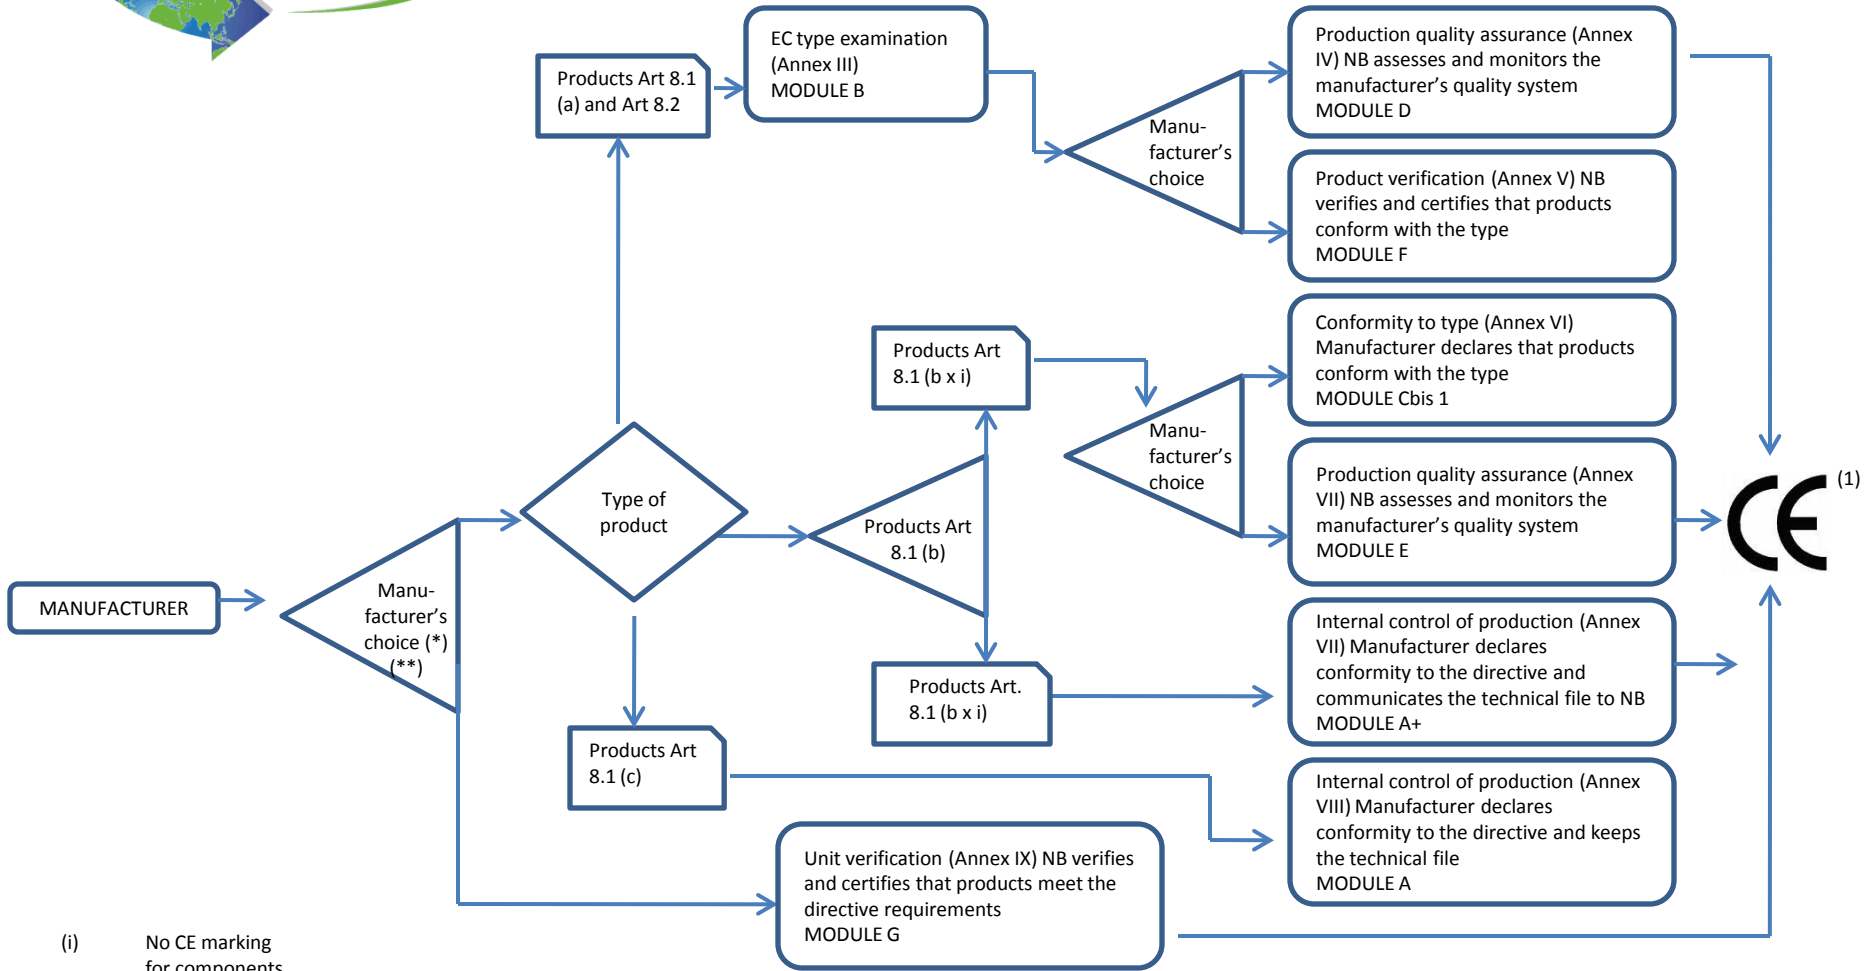 EC type examination
(Annex III)
MODULE B
Production quality assurance (Annex
IV) NB assesses and monitors the
manufacturer's quality system
MODULE D
Products Art 8.1
(a) and Art 8.2
Manu-
facturer's
choice
Product verification (Annex V) NB
verifies and certifies that products
conform with the type
MODULE F
Products Art
8.1 (b x i)
Conformity to type (Annex VI)
Manufacturer declares that products
conform with the type
MODULE Cbis 1
Manu-
facturer's
choice
Production quality assurance (Annex
VII) NB assesses and monitors the
manufacturer's quality system
MODULE E
CE
(1)
Type of
product
Products Art
8.1 (b)
MANUFACTURER
Manu-
facturer's
choice (*)
(**)
Internal control of production (Annex
VII) Manufacturer declares
conformity to the directive and
communicates the technical file to NB
MODULE A+
Products Art.
8.1 (b x i)
Products Art
8.1 (c)
Internal control of production (Annex
VIII) Manufacturer declares
conformity to the directive and keeps
the technical file
MODULE A
Unit verification (Annex IX) NB verifies
and certifies that products meet the
directive requirements
MODULE G
(i) No CE marking
for components